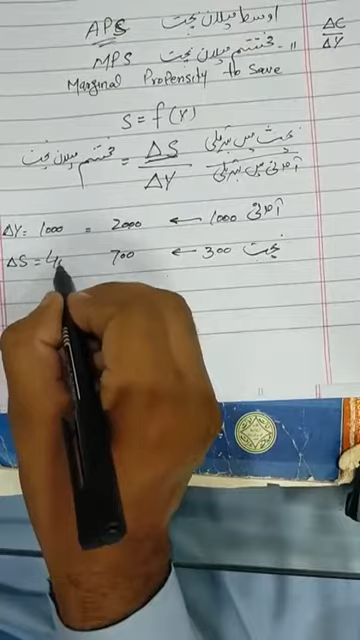 APS اوسط میلان بچت
MPS مختتم میلان بچت
Marginal Propensity to Save
ΔC/ΔY
S = f(Y)
مختتم میلان بچت = ΔS/ΔY = بچت میں تبدیلی / آمدنی میں تبدیلی
ΔY = 1000 = 2000 ← 1000 آمدنی
ΔS = 4 700 ← 300 بچت